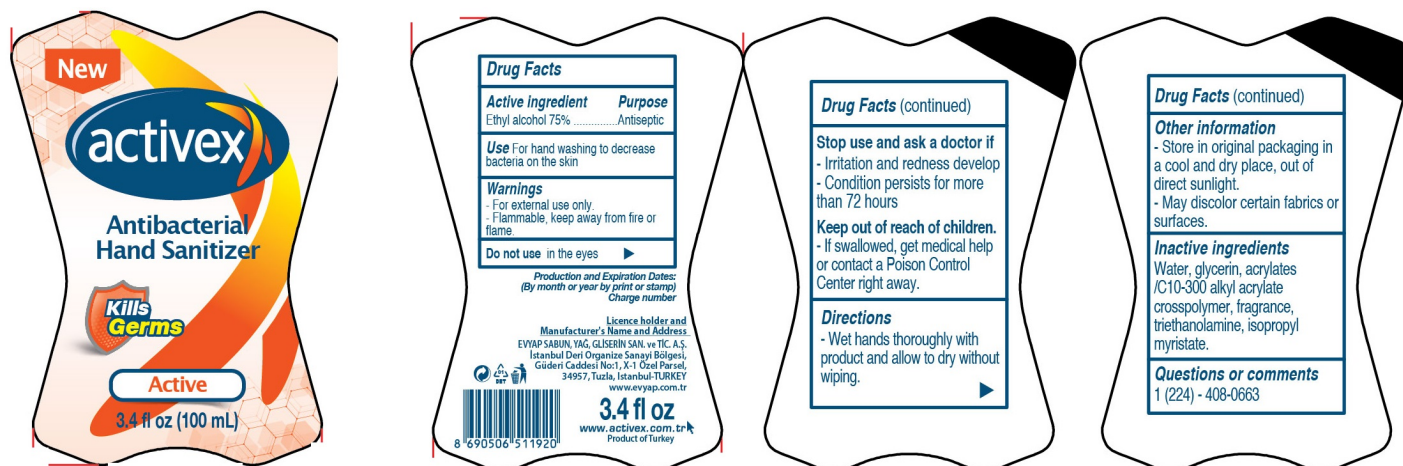 New
activex
Antibacterial
Hand Sanitizer
Kills
Germs
Active
3.4 fl oz (100 mL)
Drug Facts
Active ingredient Purpose
Ethyl alcohol 75% ...............Antiseptic
Use For hand washing to decrease
bacteria on the skin
Warnings
- For external use only.
- Flammable, keep away from fire or
flame.
Do not use in the eyes
Production and Expiration Dates:
(By month or year by print or stamp)
Charge number
Licence holder and
Manufacturer's Name and Address
EVYAP SABUN, YAĞ, GLİSERİN SAN. ve TİC. A.Ş.
İstanbul Deri Organize Sanayi Bölgesi,
Güderi Caddesi No:1, X-1 Özel Parsel,
34957, Tuzla, Istanbul-TURKEY
www.evyap.com.tr
3.4 fl oz
www.activex.com.tr
Product of Turkey
8 690506 511920
Drug Facts (continued)
Stop use and ask a doctor if
- Irritation and redness develop
- Condition persists for more
than 72 hours
Keep out of reach of children.
- If swallowed, get medical help
or contact a Poison Control
Center right away.
Directions
- Wet hands thoroughly with
product and allow to dry without
wiping.
Drug Facts (continued)
Other information
- Store in original packaging in
a cool and dry place, out of
direct sunlight.
- May discolor certain fabrics or
surfaces.
Inactive ingredients
Water, glycerin, acrylates
/C10-300 alkyl acrylate
crosspolymer, fragrance,
triethanolamine, isopropyl
myristate.
Questions or comments
1 (224) - 408-0663